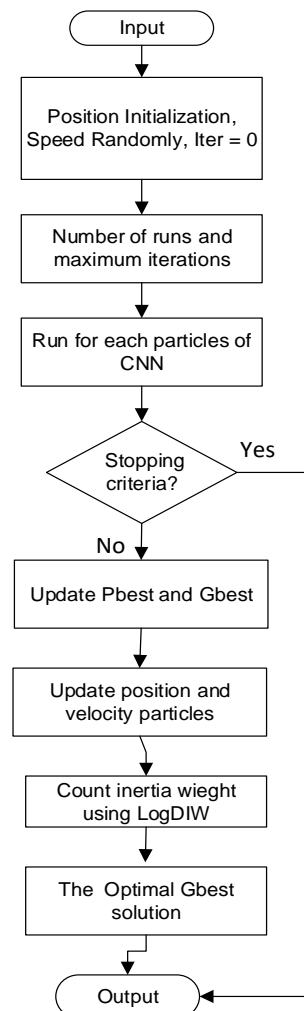 Input
Position Initialization,
Speed Randomly, Iter = 0
Number of runs and
maximum iterations
Run for each particles of
CNN
Stopping
criteria?
Yes
No
Update Pbest and Gbest
Update position and
velocity particles
Count inertia wieght
using LogDIW
The Optimal Gbest
solution
Output